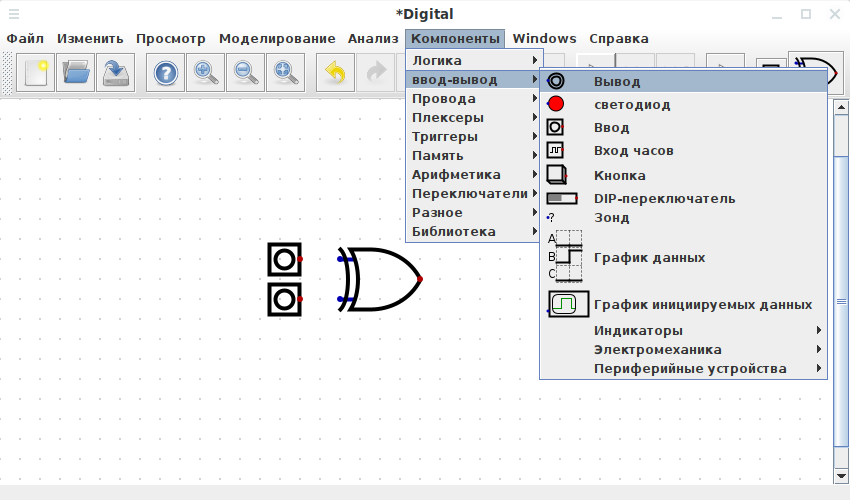 *Digital
Файл Изменить Просмотр Моделирование Анализ Компоненты Windows Справка
Логика
ввод-вывод
Провода
Плексеры
Триггеры
Память
Арифметика
Переключатели
Разное
Библиотека
Вывод
светодиод
Ввод
Вход часов
Кнопка
DIP-переключатель
?
Зонд
A
B
C
График данных
График инициируемых данных
Индикаторы
Электромеханика
Периферийные устройства